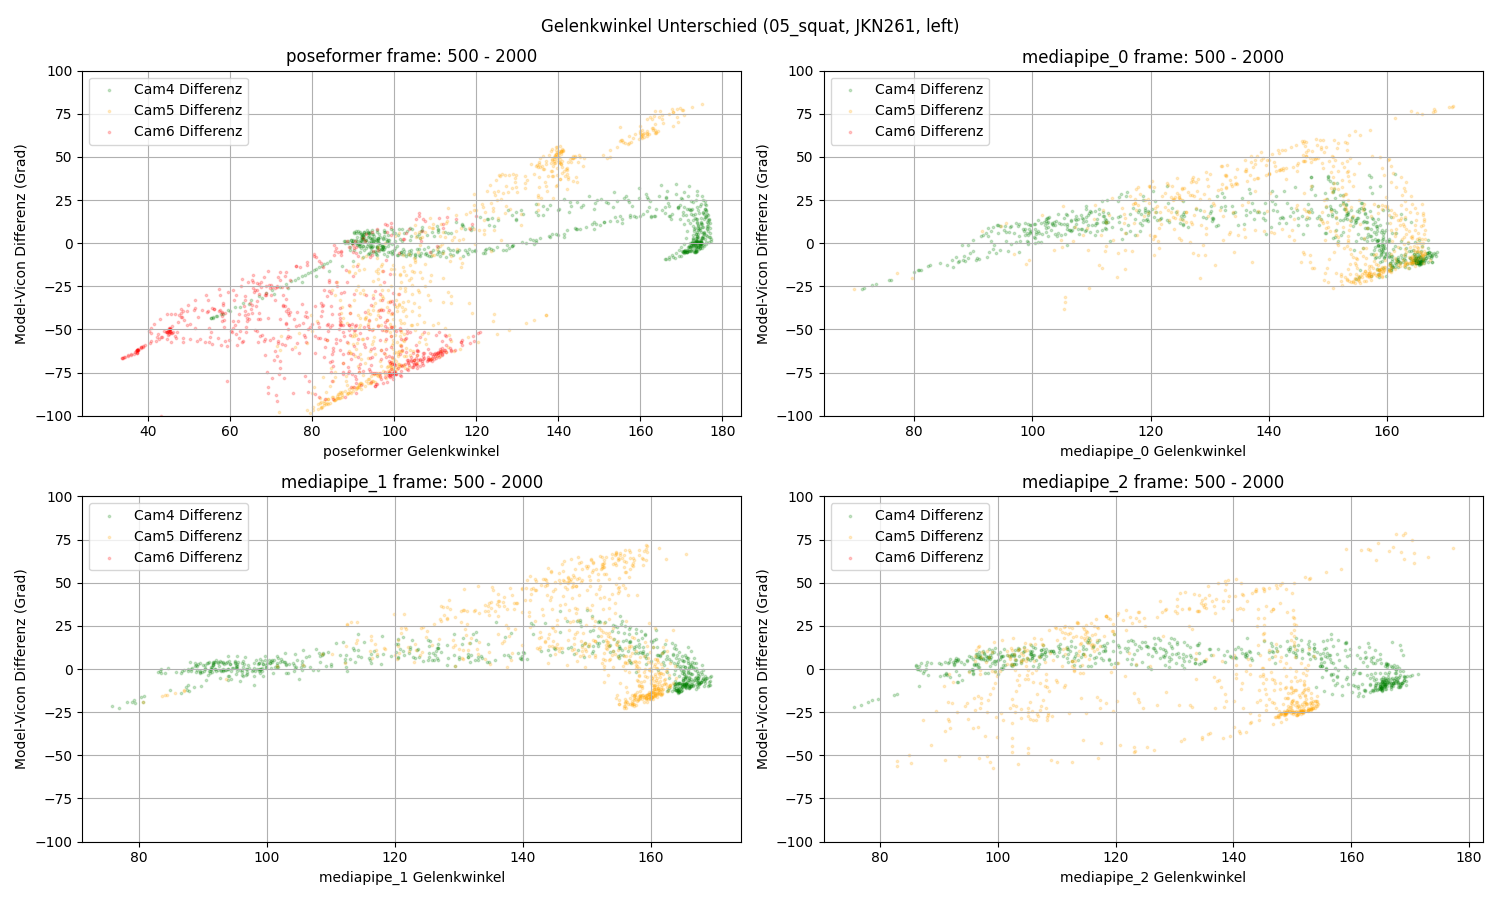 Gelenkwinkel Unterschied (05_squat, JKN261, left)
poseformer frame: 500 - 2000
100
75
50
25
0
−25
−50
−75
−100
Model-Vicon Differenz (Grad)
Cam4 Differenz
Cam5 Differenz
Cam6 Differenz
40 60 80 100 120 140 160 180
poseformer Gelenkwinkel
mediapipe_0 frame: 500 - 2000
100
75
50
25
0
−25
−50
−75
−100
Model-Vicon Differenz (Grad)
Cam4 Differenz
Cam5 Differenz
Cam6 Differenz
80 100 120 140 160
mediapipe_0 Gelenkwinkel
mediapipe_1 frame: 500 - 2000
100
75
50
25
0
−25
−50
−75
−100
Model-Vicon Differenz (Grad)
Cam4 Differenz
Cam5 Differenz
Cam6 Differenz
80 100 120 140 160
mediapipe_1 Gelenkwinkel
mediapipe_2 frame: 500 - 2000
100
75
50
25
0
−25
−50
−75
−100
Model-Vicon Differenz (Grad)
Cam4 Differenz
Cam5 Differenz
Cam6 Differenz
80 100 120 140 160 180
mediapipe_2 Gelenkwinkel